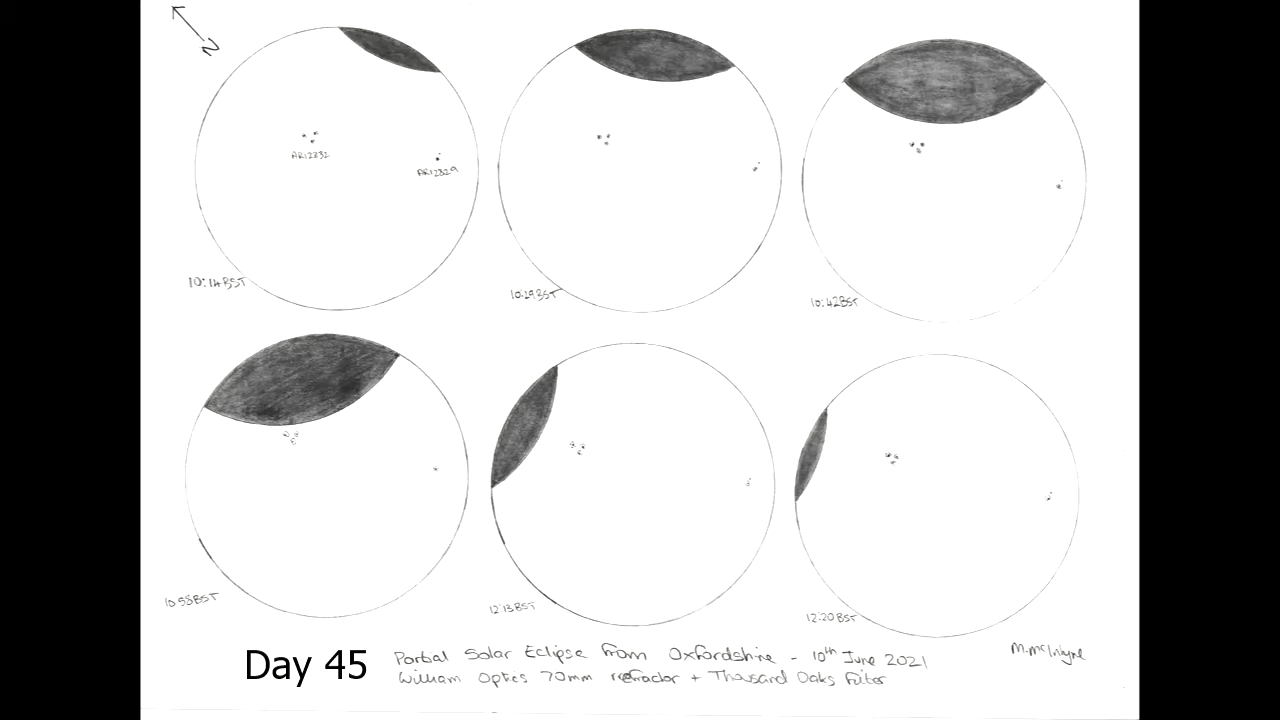 N
AR12832
AR12829
10:14BST
10:29BST
10:42BST
10:58BST
12:13BST
12:20BST
Day 45
Partial Solar Eclipse from Oxfordshire - 10th June 2021
William Optics 70mm refractor + Thousand Oaks Filter
M.McIntyre